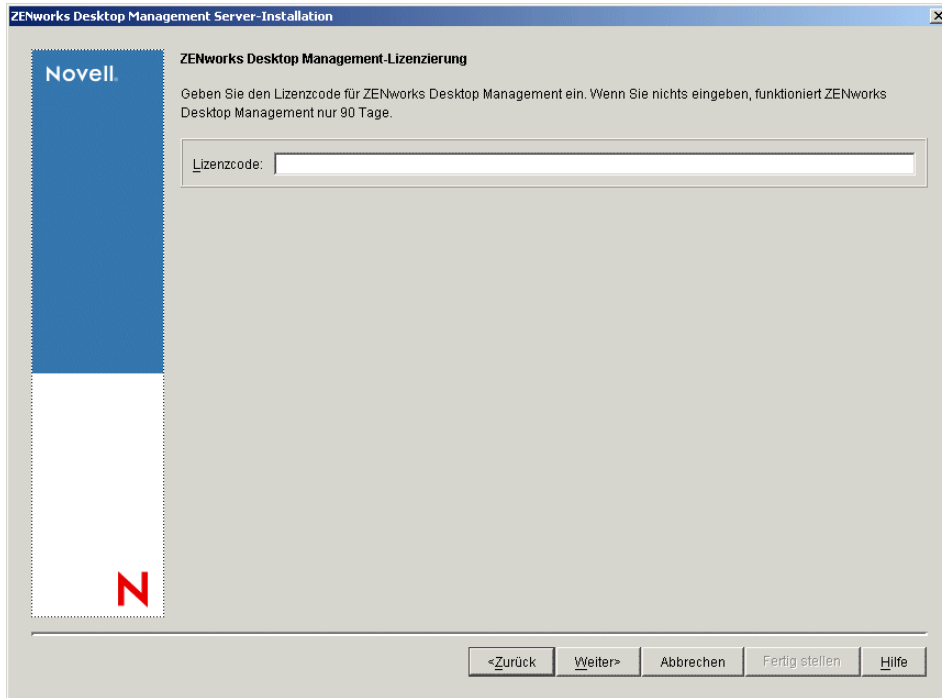 ZENworks Desktop Management Server-Installation
Novell.
ZENworks Desktop Management-Lizenzierung
Geben Sie den Lizenzcode für ZENworks Desktop Management ein. Wenn Sie nichts eingeben, funktioniert ZENworks
Desktop Management nur 90 Tage.
Lizenzcode:
N
<Zurück Weiter> Abbrechen Fertig stellen Hilfe